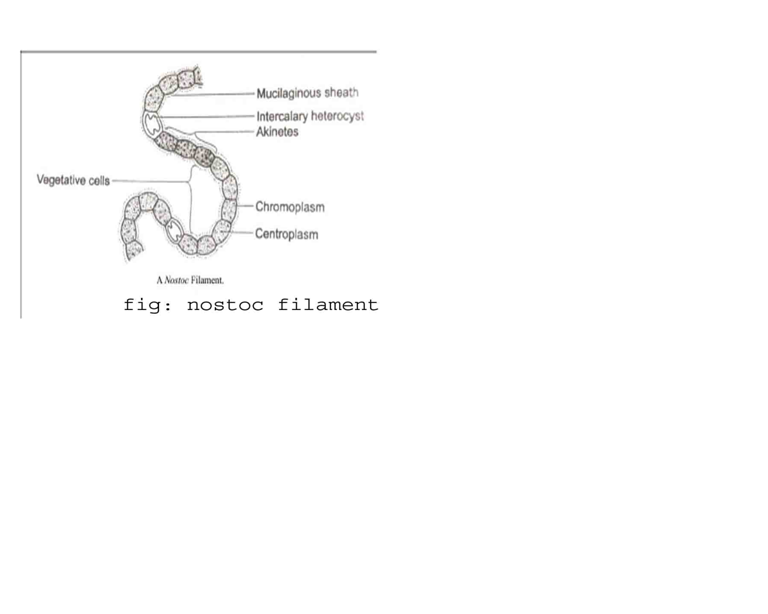 Mucilaginous sheath
Intercalary heterocyst
Akinetes
Vegetative cells
Chromoplasm
Centroplasm
A Nostoc Filament.
fig: nostoc filament